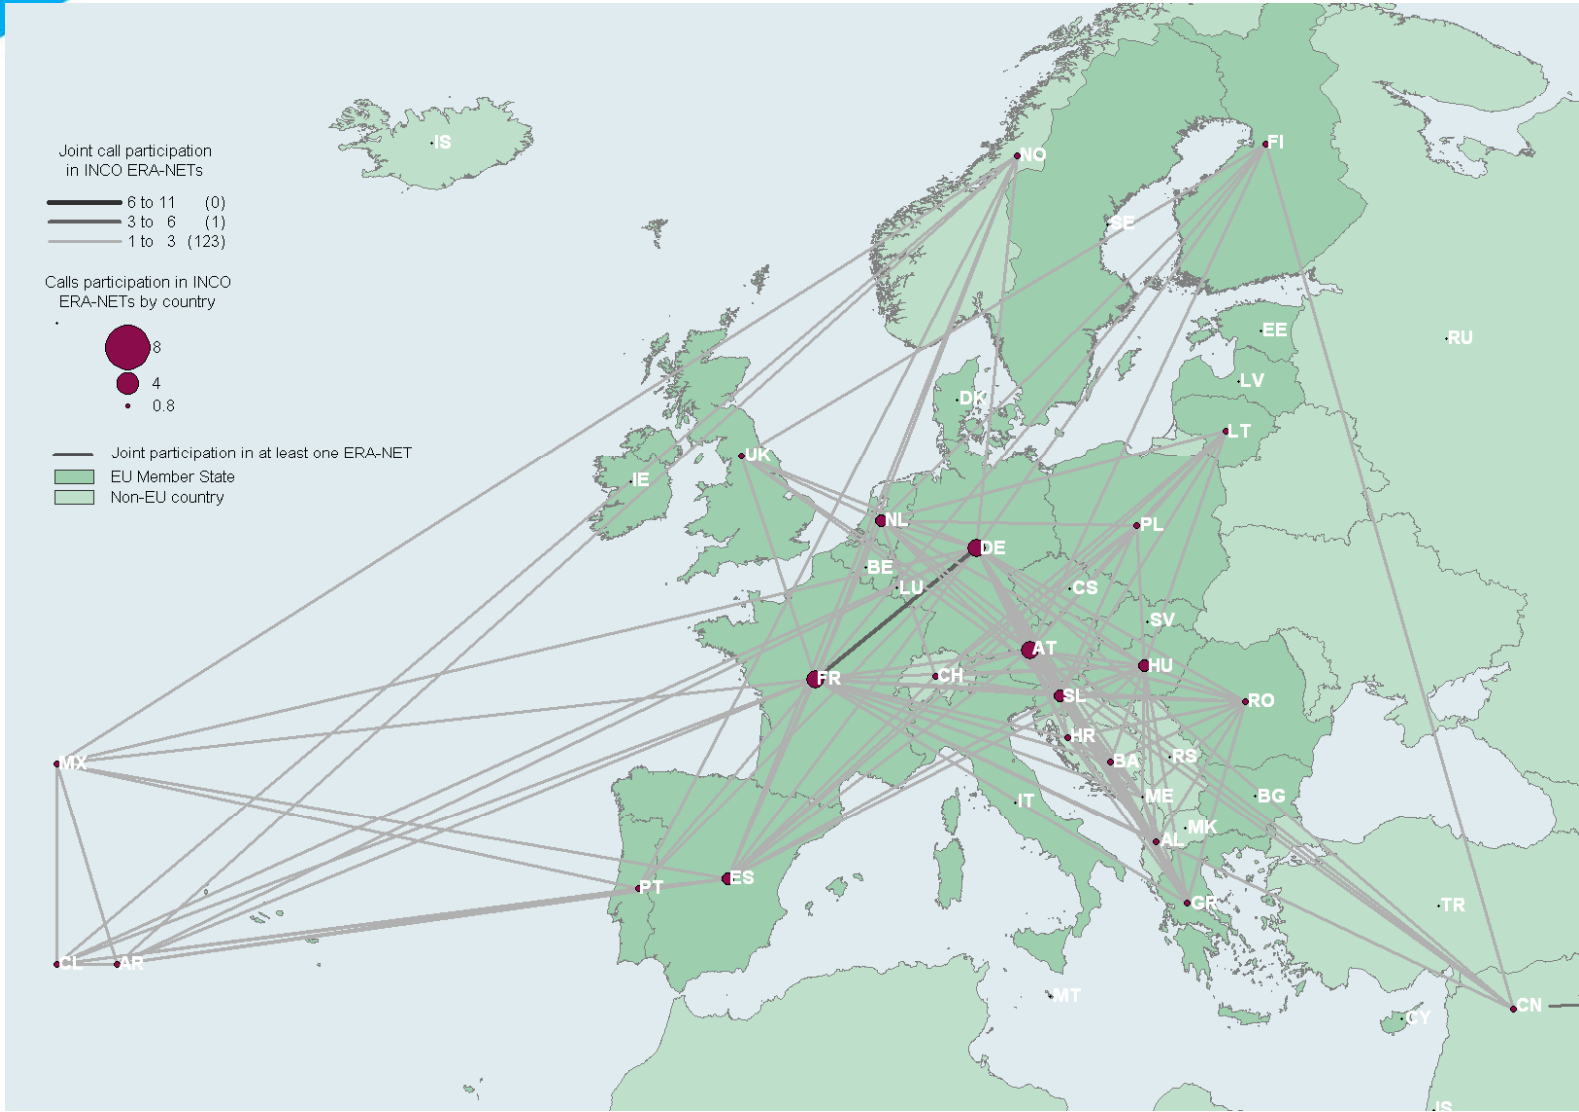 IS
NO
FI
Joint call participation
in INCO ERA-NETs
6 to 11 (0)
3 to 6 (1)
1 to 3 (123)
SE
Calls participation in INCO
ERA-NETs by country
8
4
0.8
EE
RU
LV
DK
LT
Joint participation in at least one ERA-NET
EU Member State
Non-EU country
UK
IE
NL
PL
DE
BE
LU
CS
SV
AT
HU
FR
CH
SL
RO
HR
BA
RS
MX
ME
IT
BG
MK
AL
ES
PT
GR
TR
CL
AR
MT
CN
CY
IS